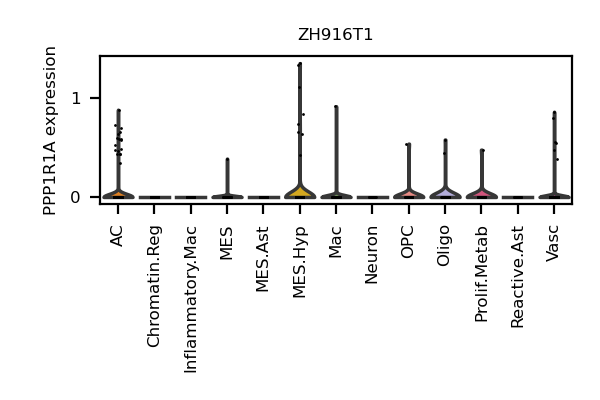 ZH916T1
PPP1R1A expression
1
0
AC
Chromatin.Reg
Inflammatory.Mac
MES
MES.Ast
MES.Hyp
Mac
Neuron
OPC
Oligo
Prolif.Metab
Reactive.Ast
Vasc